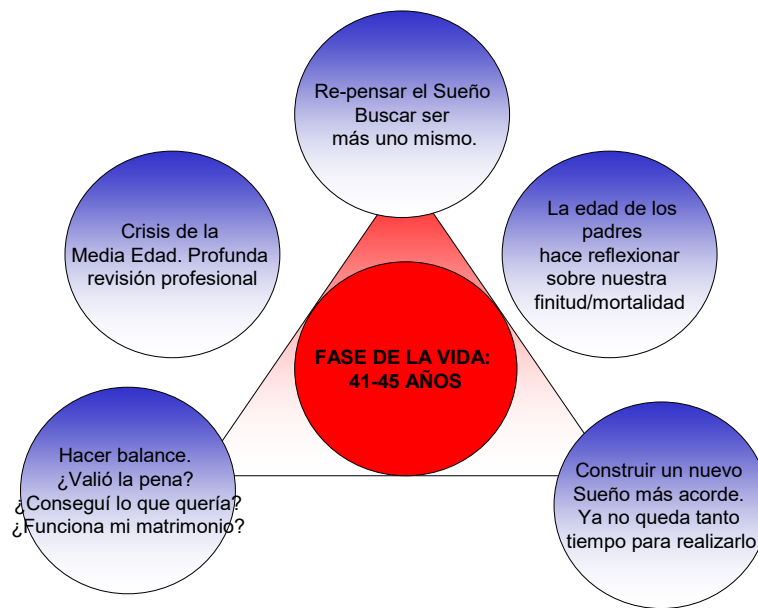 Re-pensar el Sueño
Buscar ser
más uno mismo.
Crisis de la
Media Edad. Profunda
revisión profesional
La edad de los
padres
hace reflexionar
sobre nuestra
finitud/mortalidad
FASE DE LA VIDA:
41-45 AÑOS
Hacer balance.
¿Valió la pena?
¿Conseguí lo que quería?
¿Funciona mi matrimonio?
Construir un nuevo
Sueño más acorde.
Ya no queda tanto
tiempo para realizarlo